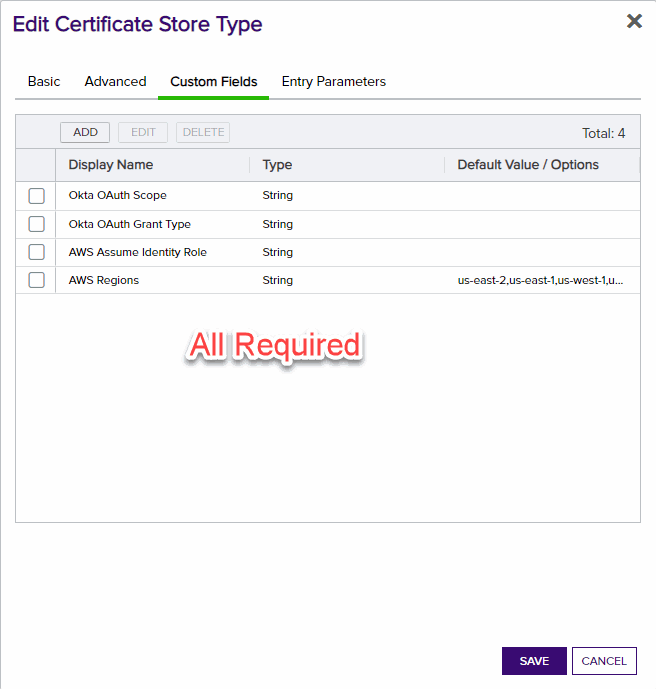 Edit Certificate Store Type
Basic Advanced Custom Fields Entry Parameters
ADD EDIT DELETE Total: 4
Display Name Type Default Value / Options
Okta OAuth Scope String
Okta OAuth Grant Type String
AWS Assume Identity Role String
AWS Regions String us-east-2,us-east-1,us-west-1,u...
All Required
SAVE CANCEL